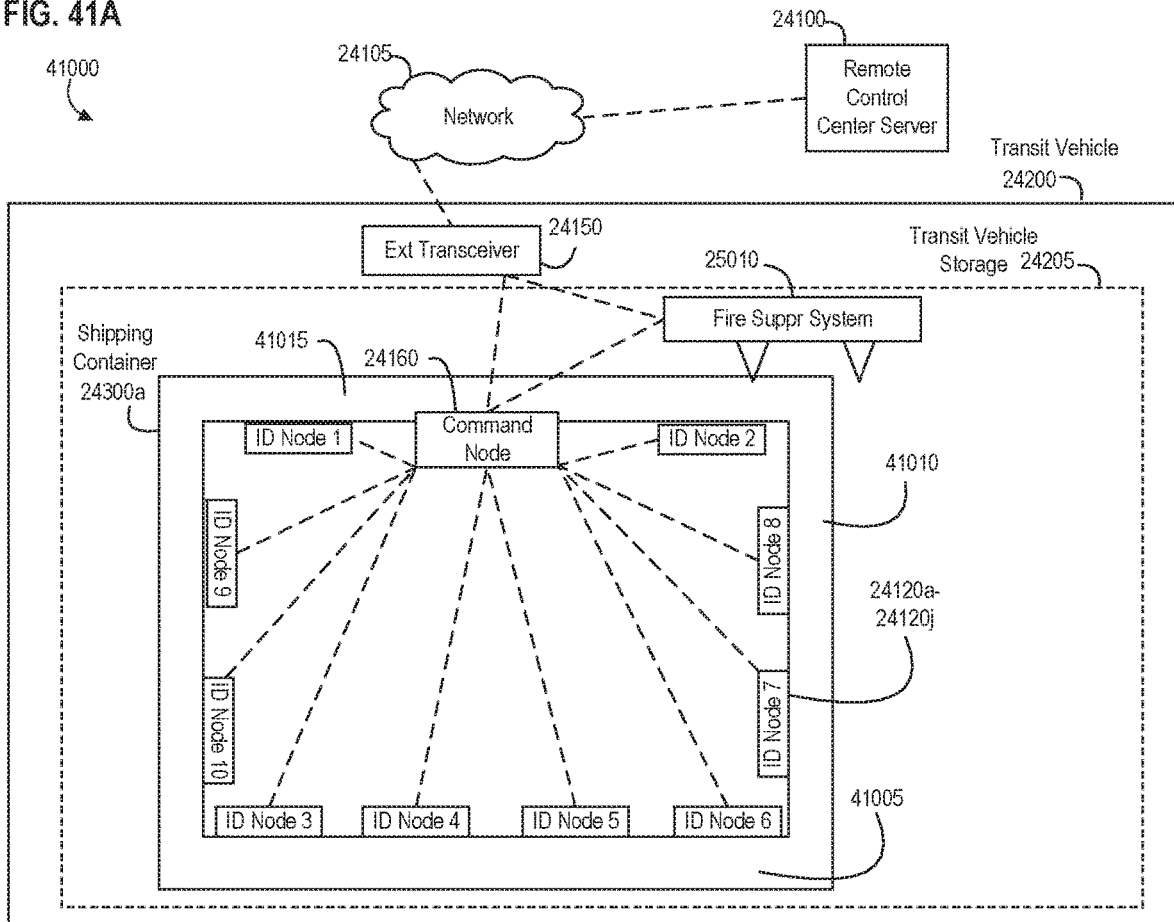 FIG. 41A
41000
24105
24100
Network
Remote
Control
Center Server
Transit Vehicle
24200
Ext Transceiver
24150
Transit Vehicle
Storage 24205
25010
Fire Suppr System
Shipping
Container
24300a
41015
24160
Command
Node
ID Node 1
ID Node 2
41010
ID Node 9
ID Node 8
24120a-
24120j
ID Node 10
ID Node 7
41005
ID Node 3
ID Node 4
ID Node 5
ID Node 6